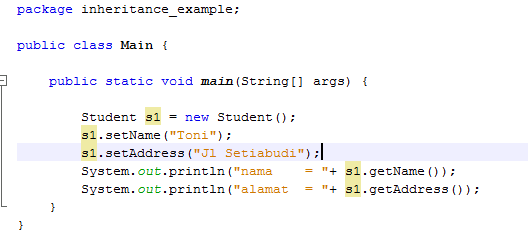 package inheritance_example;
public class Main {
public static void main(String[] args) {
Student s1 = new Student();
s1.setName("Toni");
s1.setAddress("Jl Setiabudi");
System.out.println("nama    = "+ s1.getName());
System.out.println("alamat  = "+ s1.getAddress());
}
}